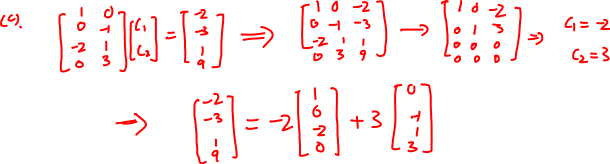 (c). [1 0; 0 -1; -2 1; 0 3] [c₁; c₂] = [-2; -3; 1; 9] ⟹ [1 0 -2; 0 -1 -3; -2 1 1; 0 3 9] → [1 0 -2; 0 1 3; 0 0 0; 0 0 0] ⇒ c₁ = -2
c₂ = 3
→ [-2; -3; 1; 9] = -2 [1; 0; -2; 0] + 3 [0; -1; 1; 3]